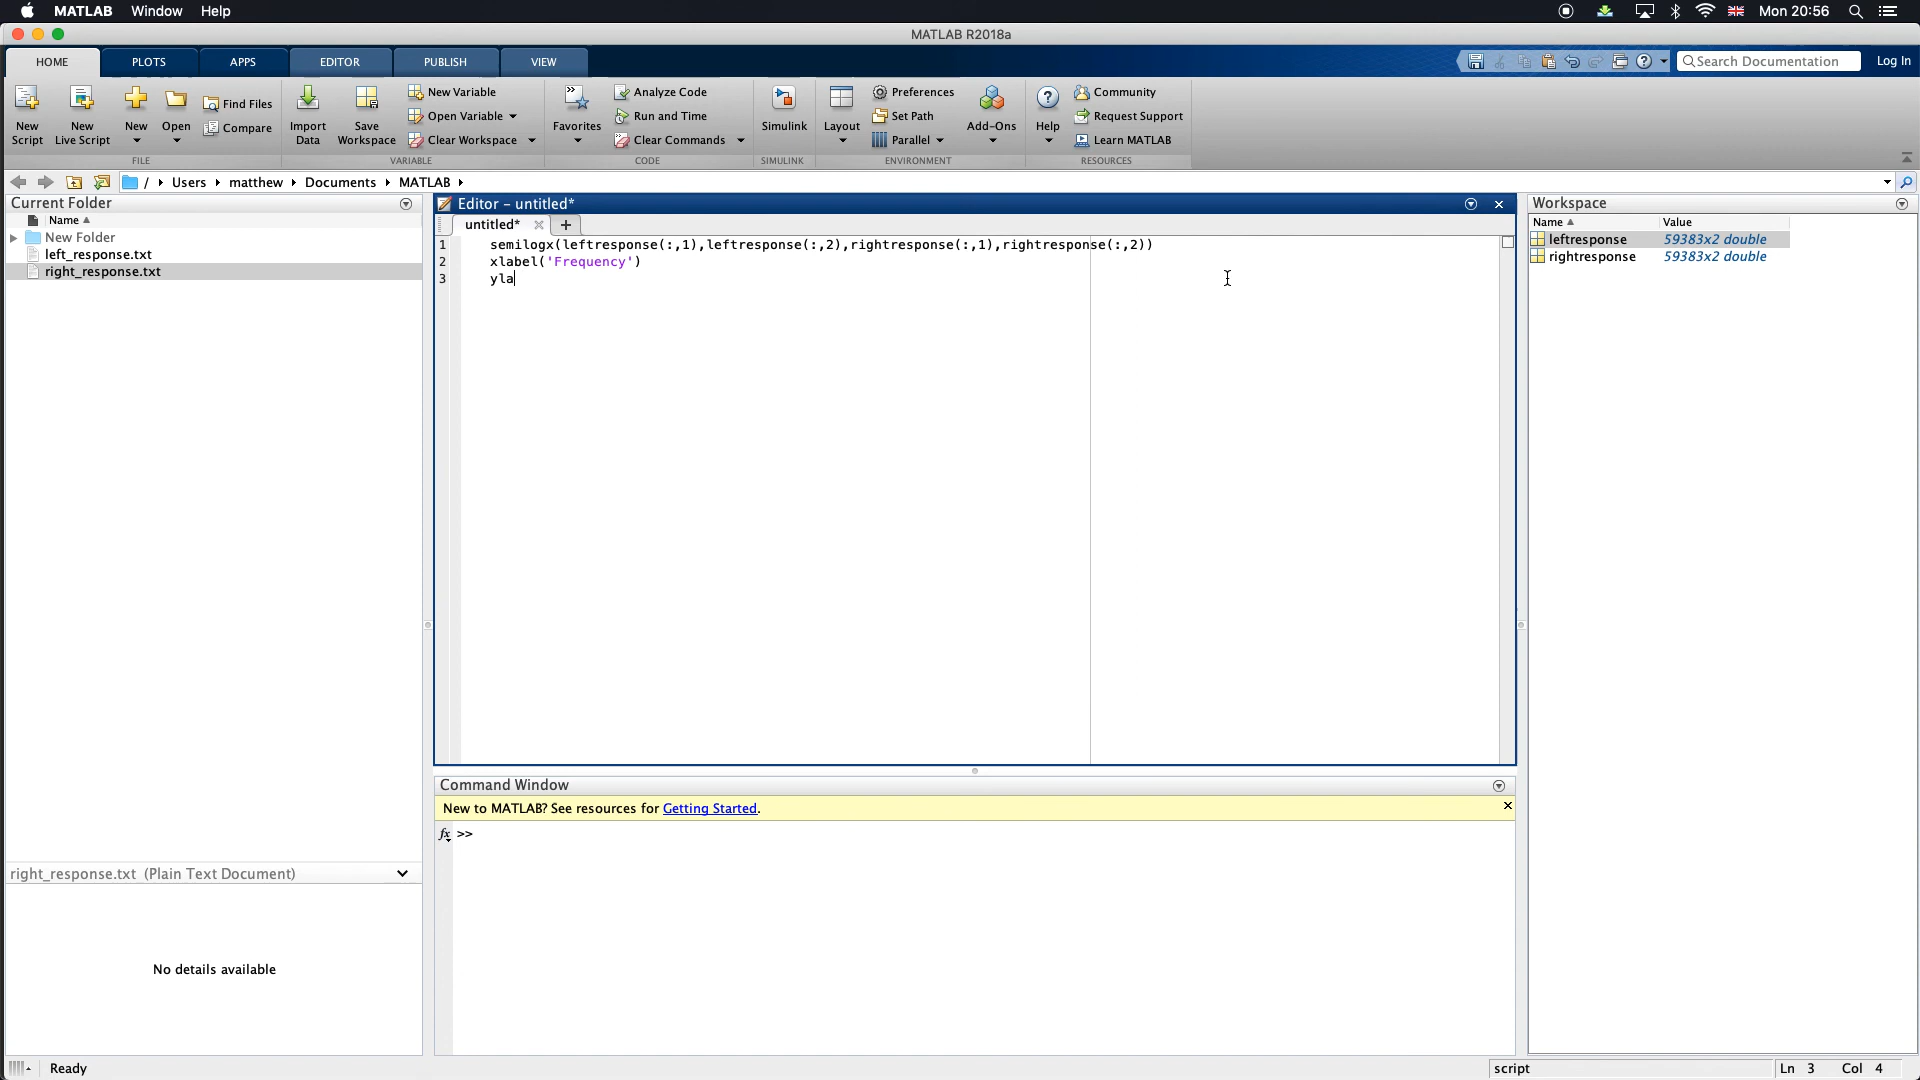 MATLAB Window Help Mon 20:56
MATLAB R2018a
HOME PLOTS APPS EDITOR PUBLISH VIEW Search Documentation Log In
New Script
New Live Script
New
Open
Find Files
Compare
FILE
Import Data
Save Workspace
New Variable
Open Variable
Clear Workspace
VARIABLE
Favorites
Analyze Code
Run and Time
Clear Commands
CODE
Simulink
SIMULINK
Layout
Preferences
Set Path
Parallel
Add-Ons
ENVIRONMENT
Help
Community
Request Support
Learn MATLAB
RESOURCES
/ Users matthew Documents MATLAB
Current Folder
Name
New Folder
left_response.txt
right_response.txt
right_response.txt (Plain Text Document)
No details available
Editor – untitled*
untitled*
1 semilogx(leftresponse(:,1),leftresponse(:,2),rightresponse(:,1),rightresponse(:,2))
2 xlabel('Frequency')
3 yla
Command Window
New to MATLAB? See resources for Getting Started.
fx >>
Workspace
Name Value
leftresponse 59383x2 double
rightresponse 59383x2 double
Ready script Ln 3 Col 4